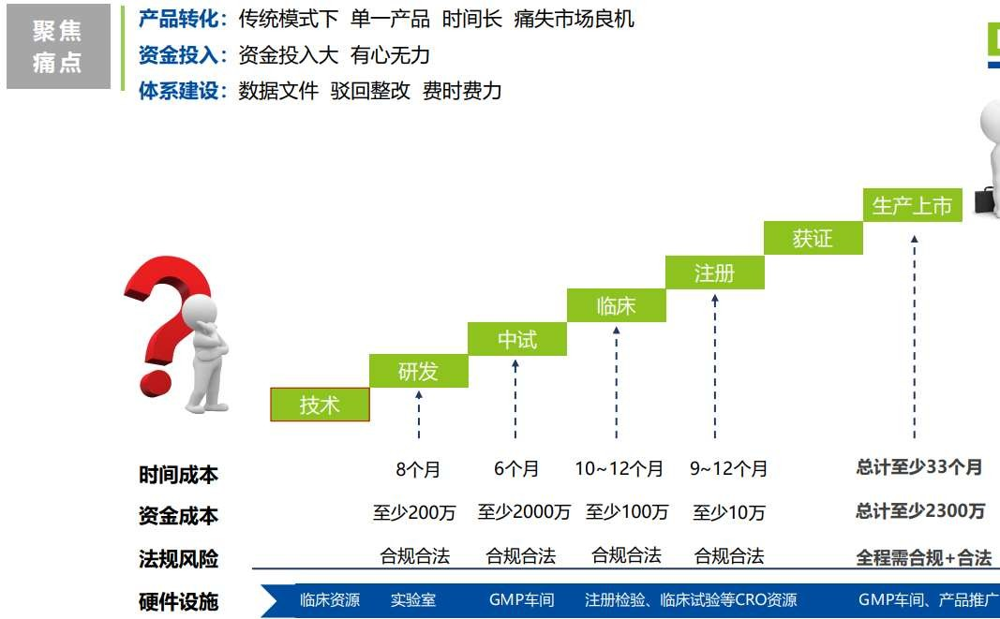 聚焦
痛点
产品转化：传统模式下 单一产品 时间长 痛失市场良机
资金投入：资金投入大 有心无力
体系建设：数据文件 驳回整改 费时费力
生产上市
获证
注册
临床
中试
研发
技术
时间成本 8个月 6个月 10~12个月 9~12个月 总计至少33个月
资金成本 至少200万 至少2000万 至少100万 至少10万 总计至少2300万
法规风险 合规合法 合规合法 合规合法 合规合法 全程需合规+合法
硬件设施 临床资源 实验室 GMP车间 注册检验、临床试验等CRO资源 GMP车间、产品推广